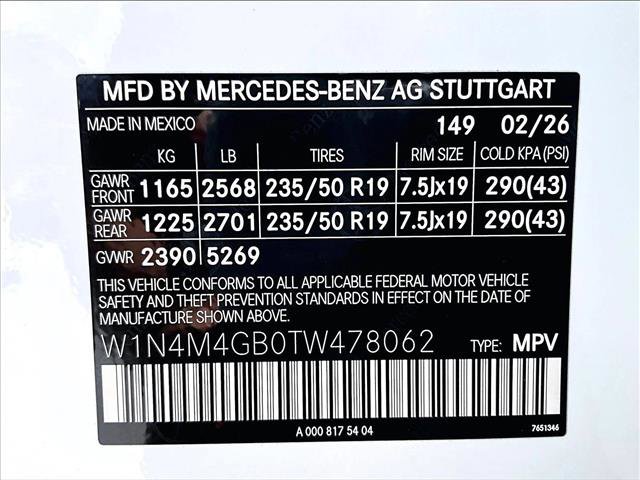 MFD BY MERCEDES-BENZ AG STUTTGART
MADE IN MEXICO 149 02/26
KG LB TIRES RIM SIZE COLD KPA (PSI)
GAWR FRONT 1165 2568 235/50 R19 7.5Jx19 290(43)
GAWR REAR 1225 2701 235/50 R19 7.5Jx19 290(43)
GVWR 2390 5269
THIS VEHICLE CONFORMS TO ALL APPLICABLE FEDERAL MOTOR VEHICLE
SAFETY AND THEFT PREVENTION STANDARDS IN EFFECT ON THE DATE OF
MANUFACTURE SHOWN ABOVE.
W1N4M4GB0TW478062 TYPE: MPV
A 000 817 54 04 7651346